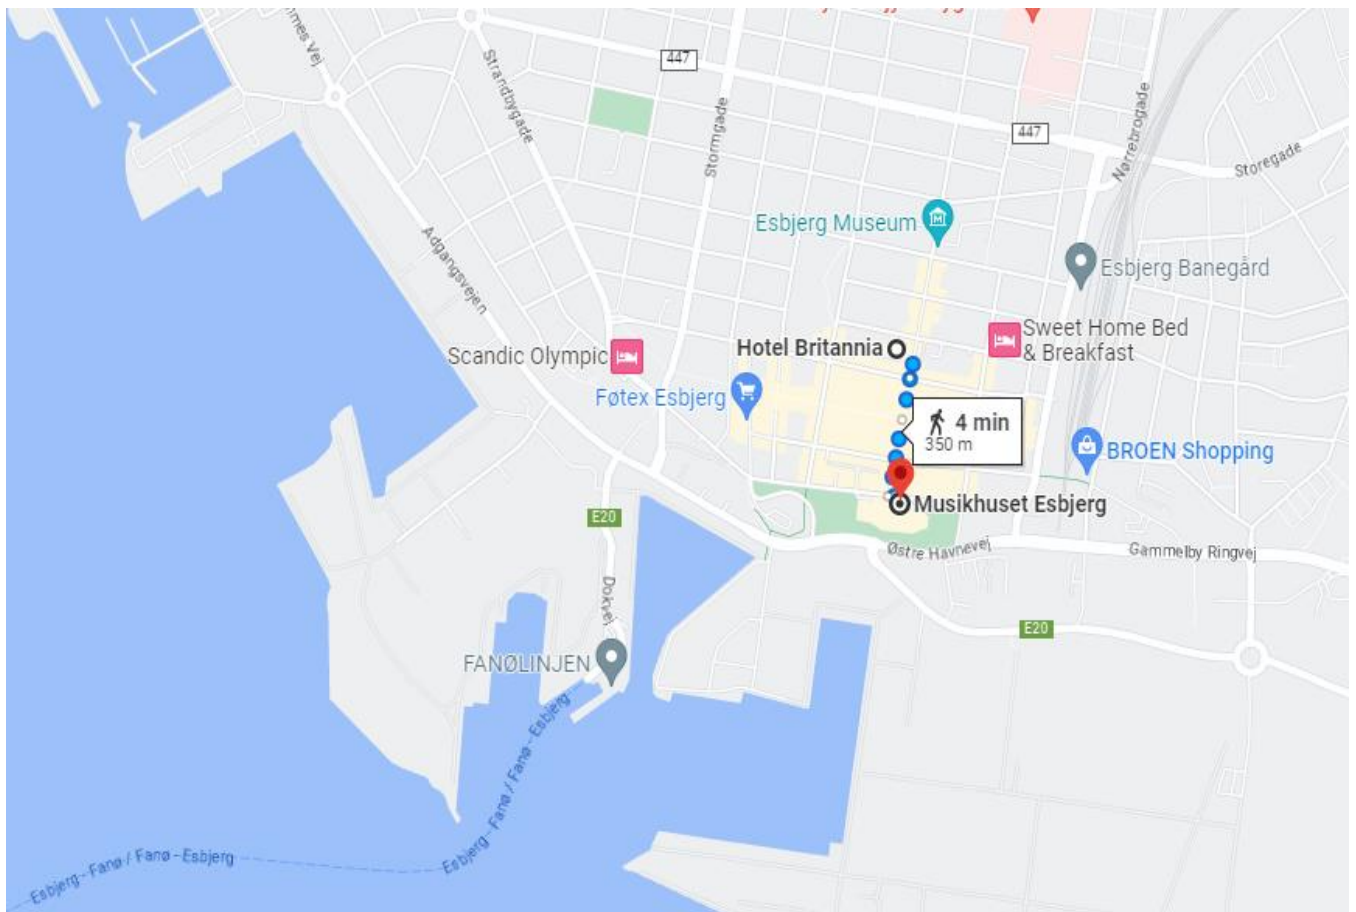 mmes Vej
447
Strandbygade
Stormgade
447
Nørrebrogade
Storegade
Esbjerg Museum
Adgangsvejen
Esbjerg Banegård
Sweet Home Bed
& Breakfast
Hotel Britannia
Scandic Olympic
Føtex Esbjerg
4 min
350 m
BROEN Shopping
Musikhuset Esbjerg
E20
Østre Havnevej
Gammelby Ringvej
Dokvej
E20
FANØLINJEN
Esbjerg - Fanø / Fanø - Esbjerg
Esbjerg - Fanø / Fanø - Esbjerg